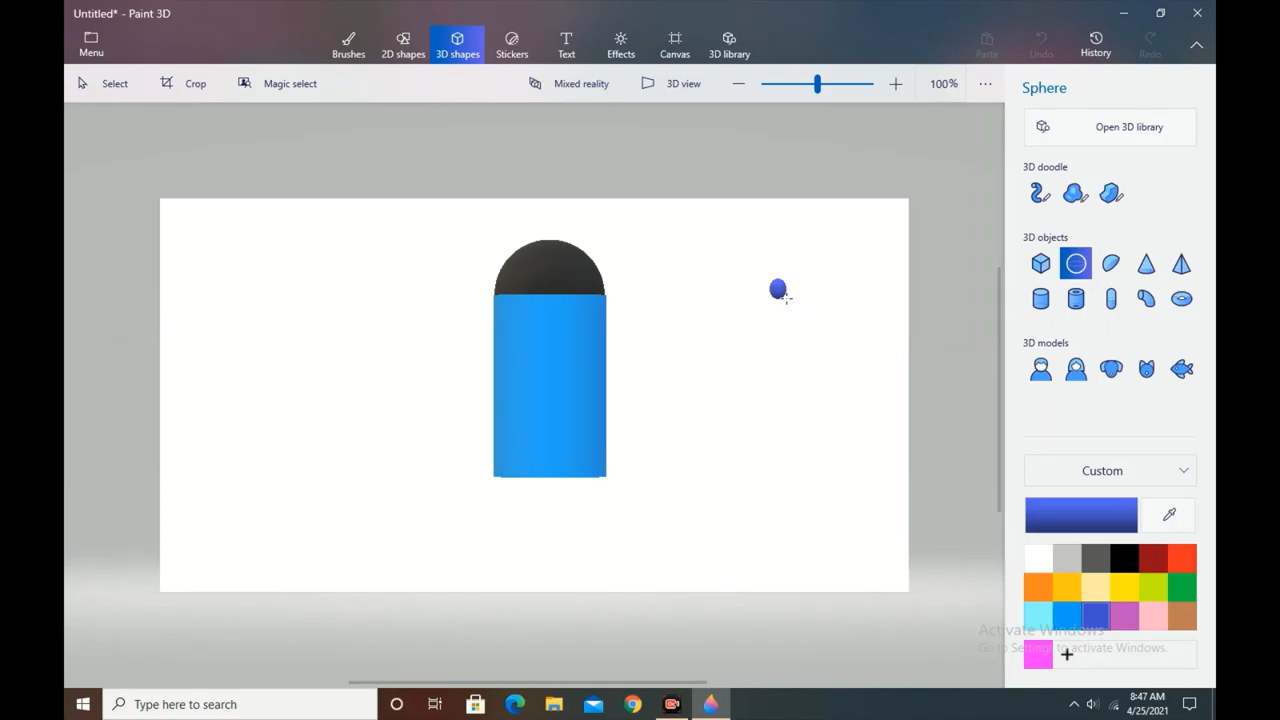 Untitled* - Paint 3D
Menu
Brushes
2D shapes
3D shapes
Stickers
Text
Effects
Canvas
3D library
Paste
Undo
History
Redo
Select
Crop
Magic select
Mixed reality
3D view
100%
Sphere
Open 3D library
3D doodle
3D objects
3D models
Custom
Activate Windows
Go to Settings to activate Windows.
Type here to search
8:47 AM
4/25/2021